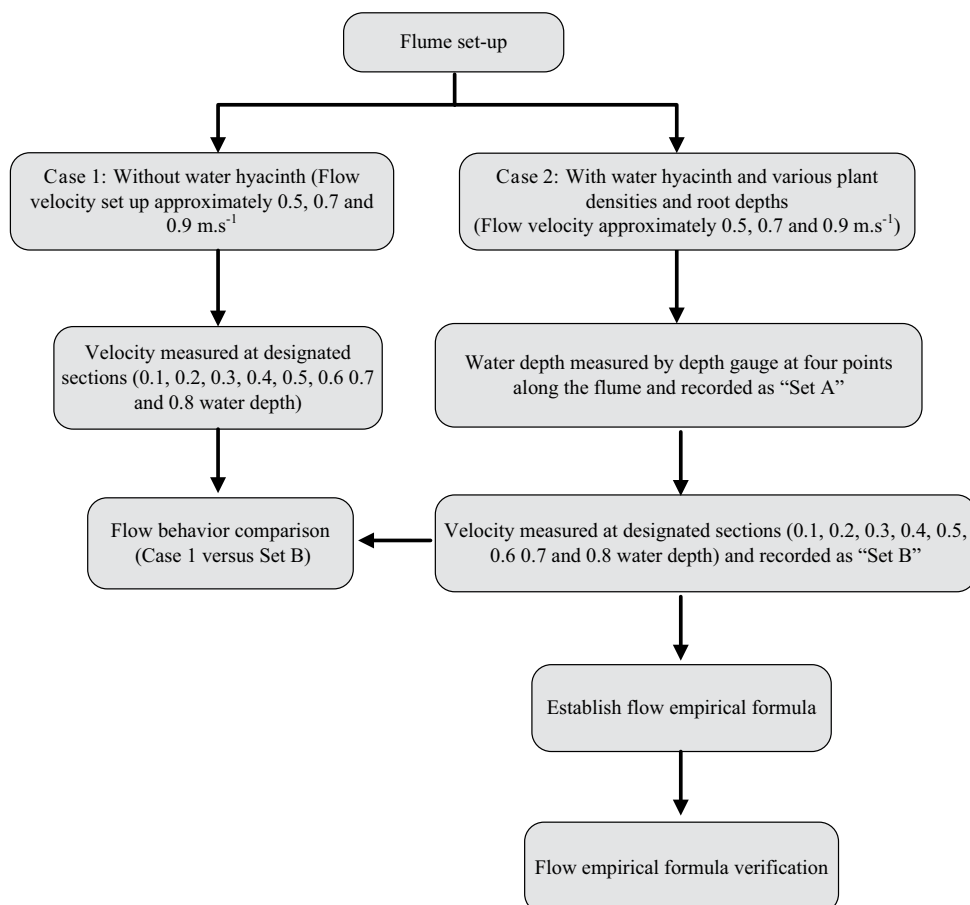 Flume set-up
Case 1: Without water hyacinth (Flow
velocity set up approximately 0.5, 0.7 and
0.9 m.s⁻¹
Case 2: With water hyacinth and various plant
densities and root depths
(Flow velocity approximately 0.5, 0.7 and 0.9 m.s⁻¹)
Velocity measured at designated
sections (0.1, 0.2, 0.3, 0.4, 0.5, 0.6 0.7
and 0.8 water depth)
Water depth measured by depth gauge at four points
along the flume and recorded as “Set A”
Flow behavior comparison
(Case 1 versus Set B)
Velocity measured at designated sections (0.1, 0.2, 0.3, 0.4, 0.5,
0.6 0.7 and 0.8 water depth) and recorded as “Set B”
Establish flow empirical formula
Flow empirical formula verification